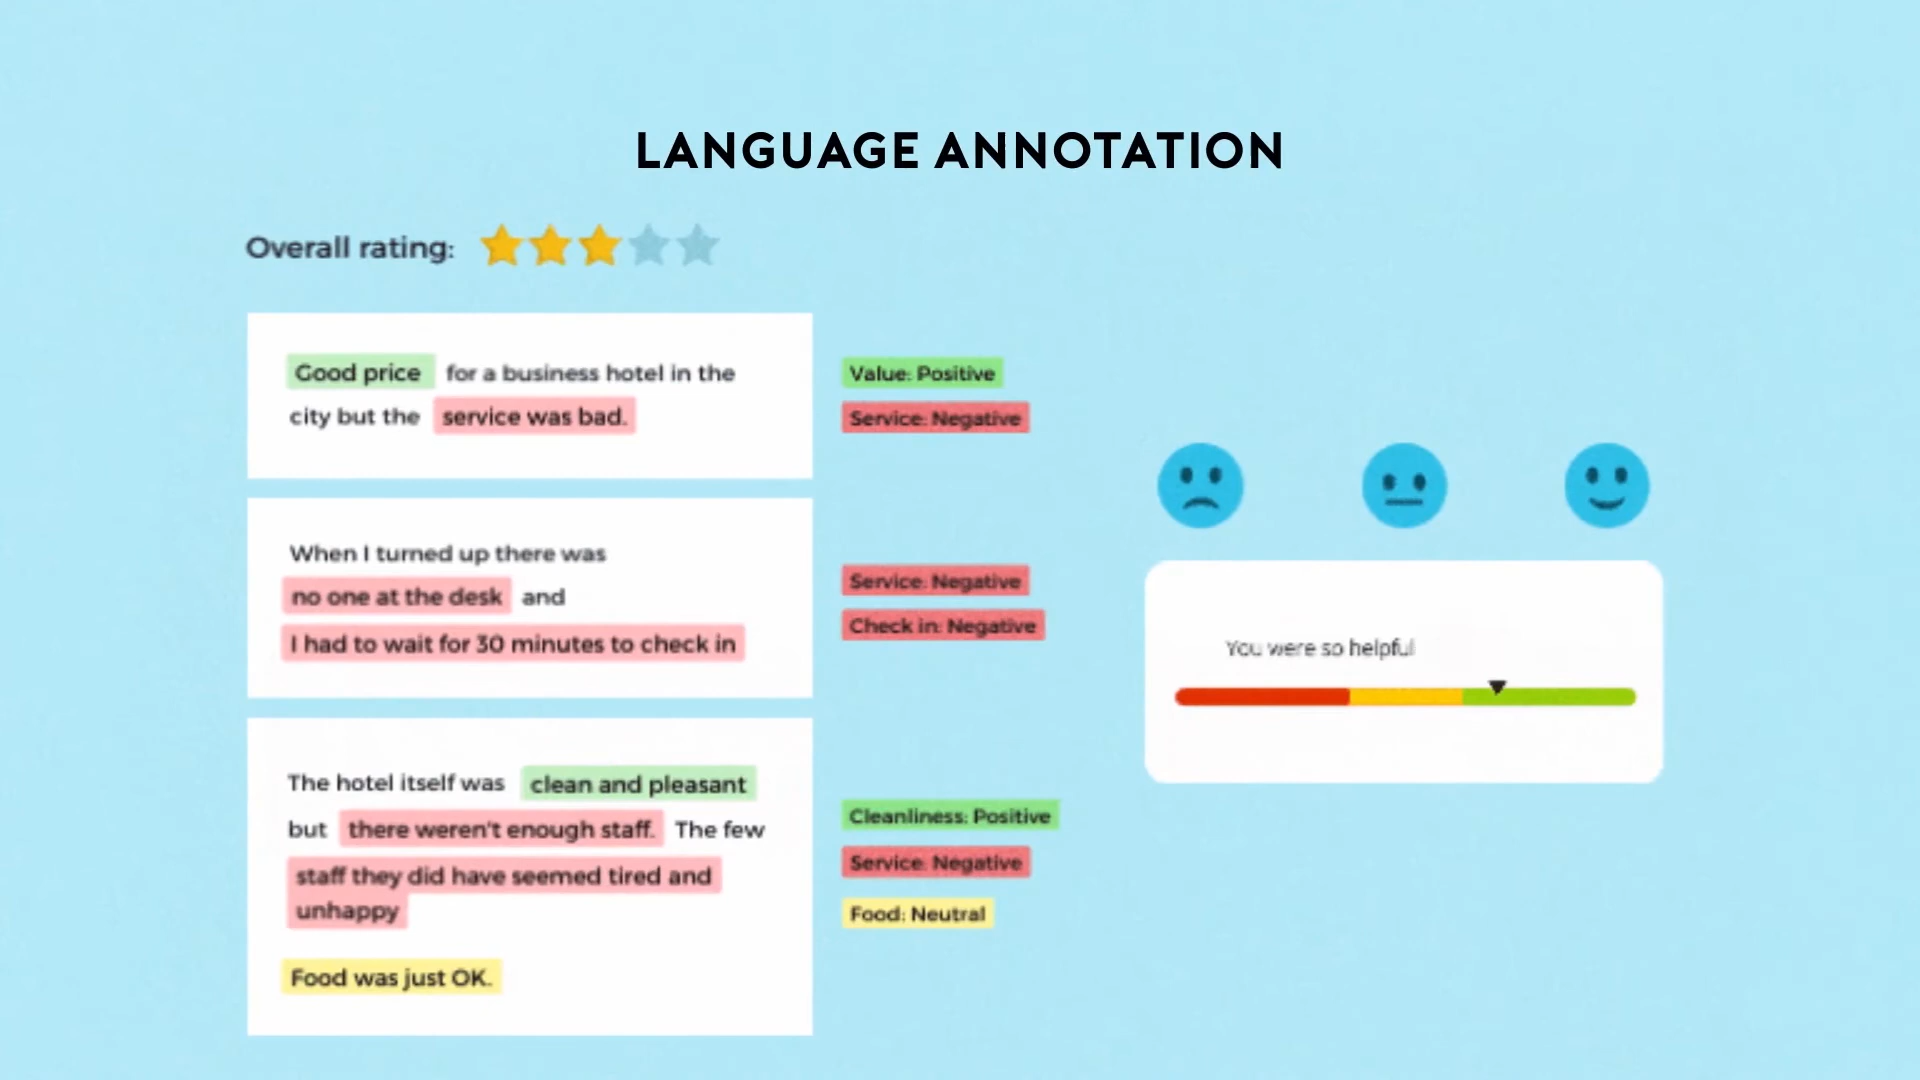 LANGUAGE ANNOTATION
Overall rating:
Good price for a business hotel in the
city but the service was bad.
Value: Positive
Service: Negative
When I turned up there was
no one at the desk and
I had to wait for 30 minutes to check in
Service: Negative
Check in: Negative
The hotel itself was clean and pleasant
but there weren't enough staff. The few
staff they did have seemed tired and
unhappy
Food was just OK.
Cleanliness: Positive
Service: Negative
Food: Neutral
You were so helpful